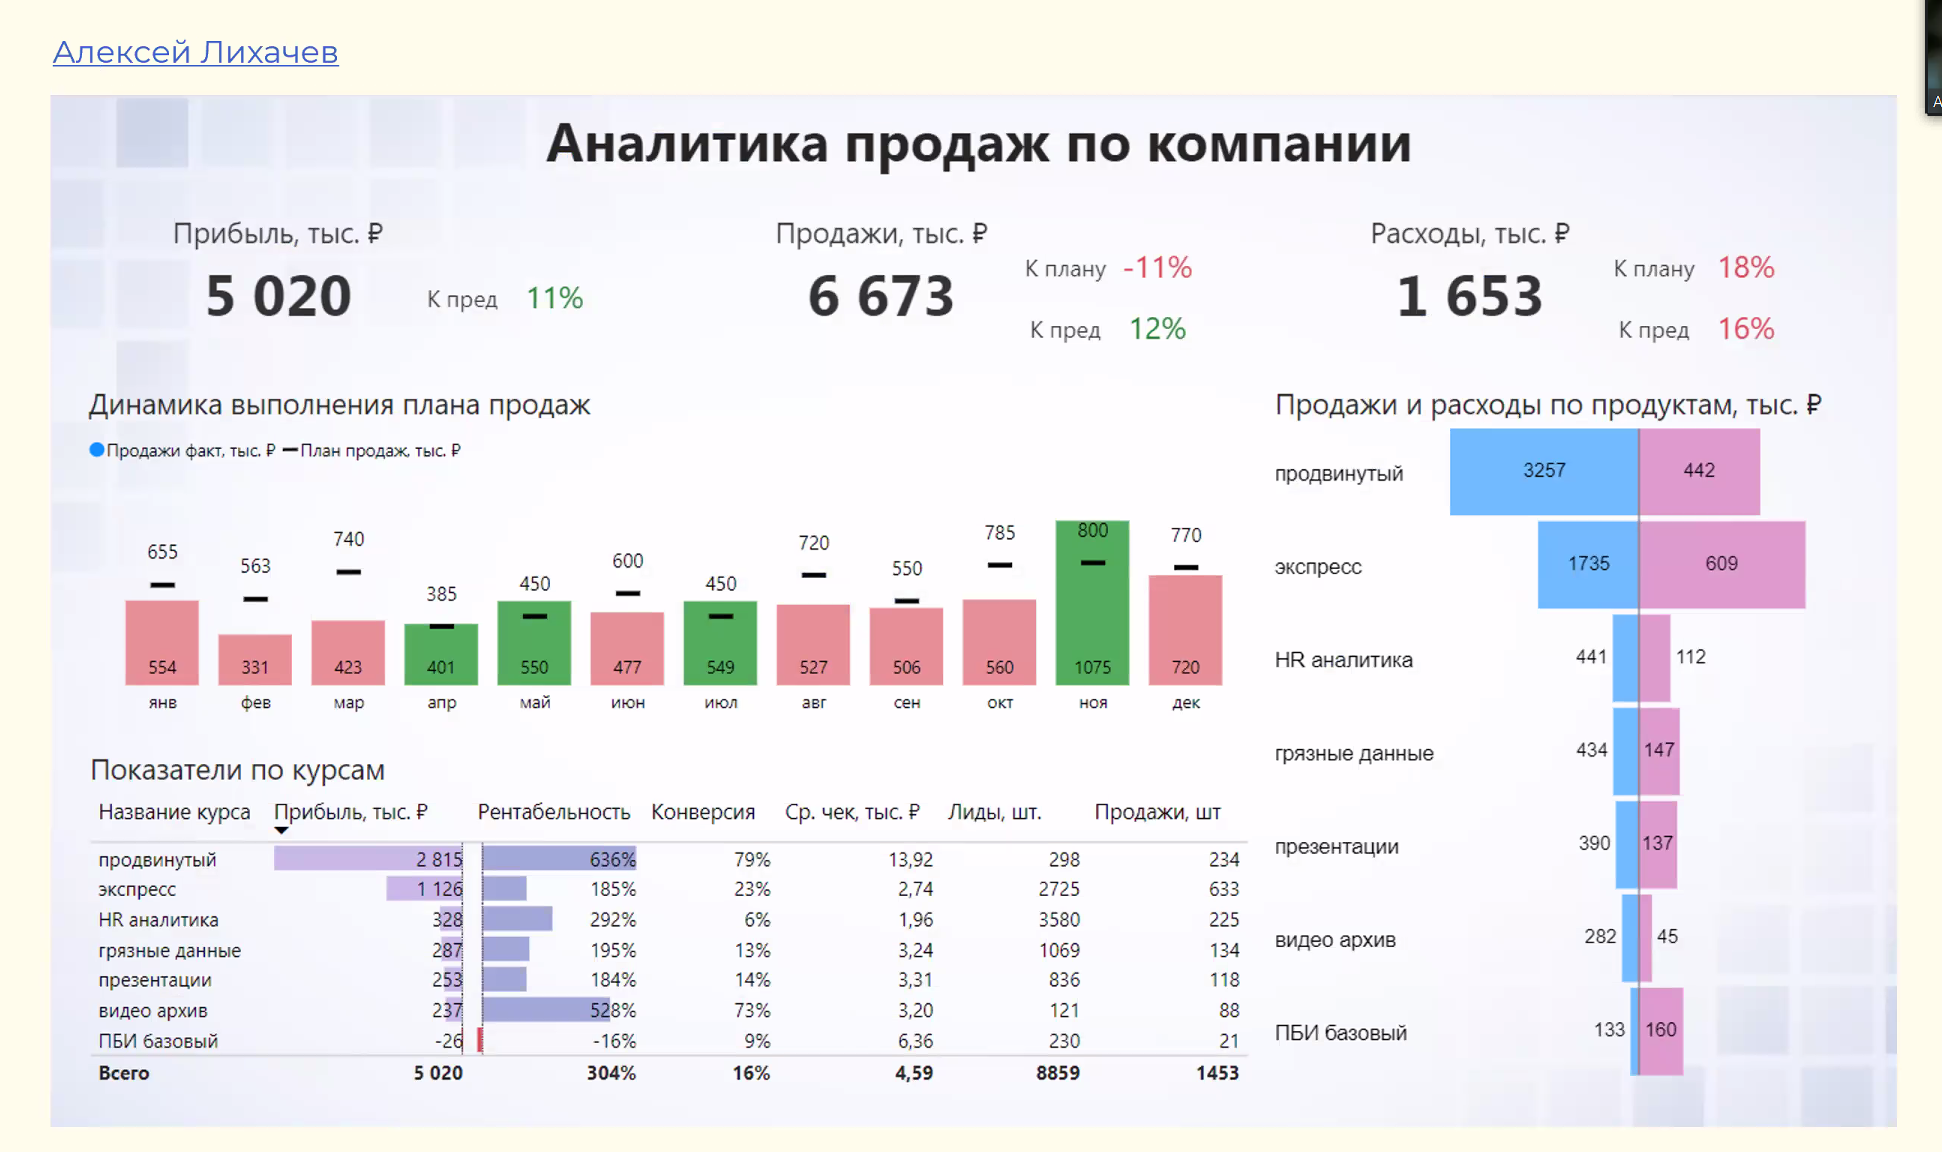 Алексей Лихачев
А
Аналитика продаж по компании
Прибыль, тыс. ₽
5 020
К пред 11%
Продажи, тыс. ₽
6 673
К плану -11%
К пред 12%
Расходы, тыс. ₽
1 653
К плану 18%
К пред 16%
Динамика выполнения плана продаж
Продажи факт, тыс. ₽ План продаж, тыс. ₽
655 563 740 385 450 600 450 720 550 785 800 770
554 331 423 401 550 477 549 527 506 560 1075 720
янв фев мар апр май июн июл авг сен окт ноя дек
Продажи и расходы по продуктам, тыс. ₽
продвинутый 3257 442
экспресс 1735 609
HR аналитика 441 112
грязные данные 434 147
презентации 390 137
видео архив 282 45
ПБИ базовый 133 160
Показатели по курсам
Название курса Прибыль, тыс. ₽ Рентабельность Конверсия Ср. чек, тыс. ₽ Лиды, шт. Продажи, шт
продвинутый 2 815 636% 79% 13,92 298 234
экспресс 1 126 185% 23% 2,74 2725 633
HR аналитика 328 292% 6% 1,96 3580 225
грязные данные 287 195% 13% 3,24 1069 134
презентации 253 184% 14% 3,31 836 118
видео архив 237 528% 73% 3,20 121 88
ПБИ базовый -26 -16% 9% 6,36 230 21
Всего 5 020 304% 16% 4,59 8859 1453